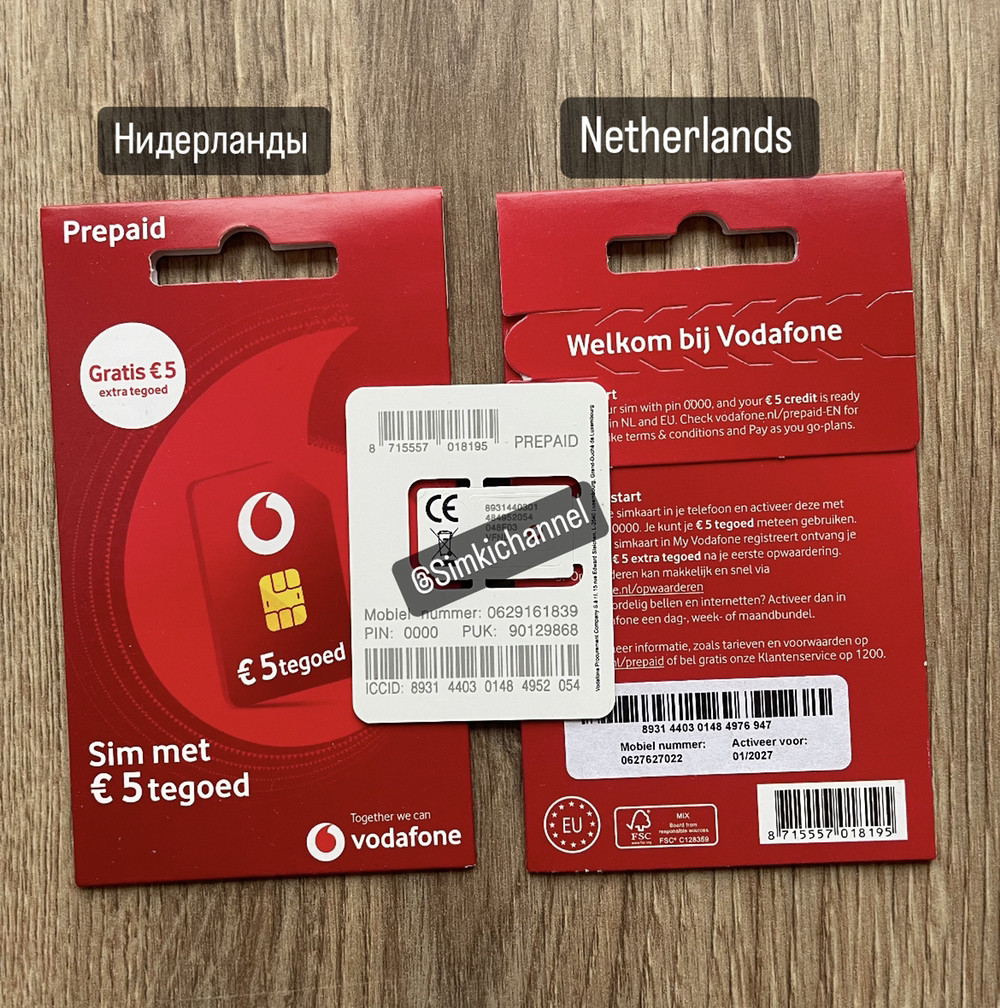 Нидерланды
Netherlands
Prepaid
Gratis € 5
extra tegoed
€ 5 tegoed
Sim met
€ 5 tegoed
Together we can
vodafone
8 715557 018195
PREPAID
CE
8931440301
484952054
@Simkichannel
Mobiel nummer: 0629161839
PIN: 0000 PUK: 90129868
ICCID: 8931 4403 0148 4952 054
Welkom bij Vodafone
sim with pin 0000, and your € 5 credit is ready
in NL and EU. Check vodafone.nl/prepaid-EN for
terms & conditions and Pay as you go-plans.
start
simkaart in je telefoon en activeer deze met
0000. Je kunt je € 5 tegoed meteen gebruiken.
simkaart in My Vodafone registreert ontvang je
€ 5 extra tegoed na je eerste opwaardering.
kan makkelijk en snel via
.nl/opwaarderen
bellen en internetten? Activeer dan in
een dag-, week- of maandbundel.
informatie, zoals tarieven en voorwaarden op
nl/prepaid of bel gratis onze Klantenservice op 1200.
8931 4403 0148 4976 947
Mobiel nummer: Activeer voor:
0627627022 01/2027
EU
FSC
MIX
Board from
responsible sources
FSC® C128359
8 715557 018195